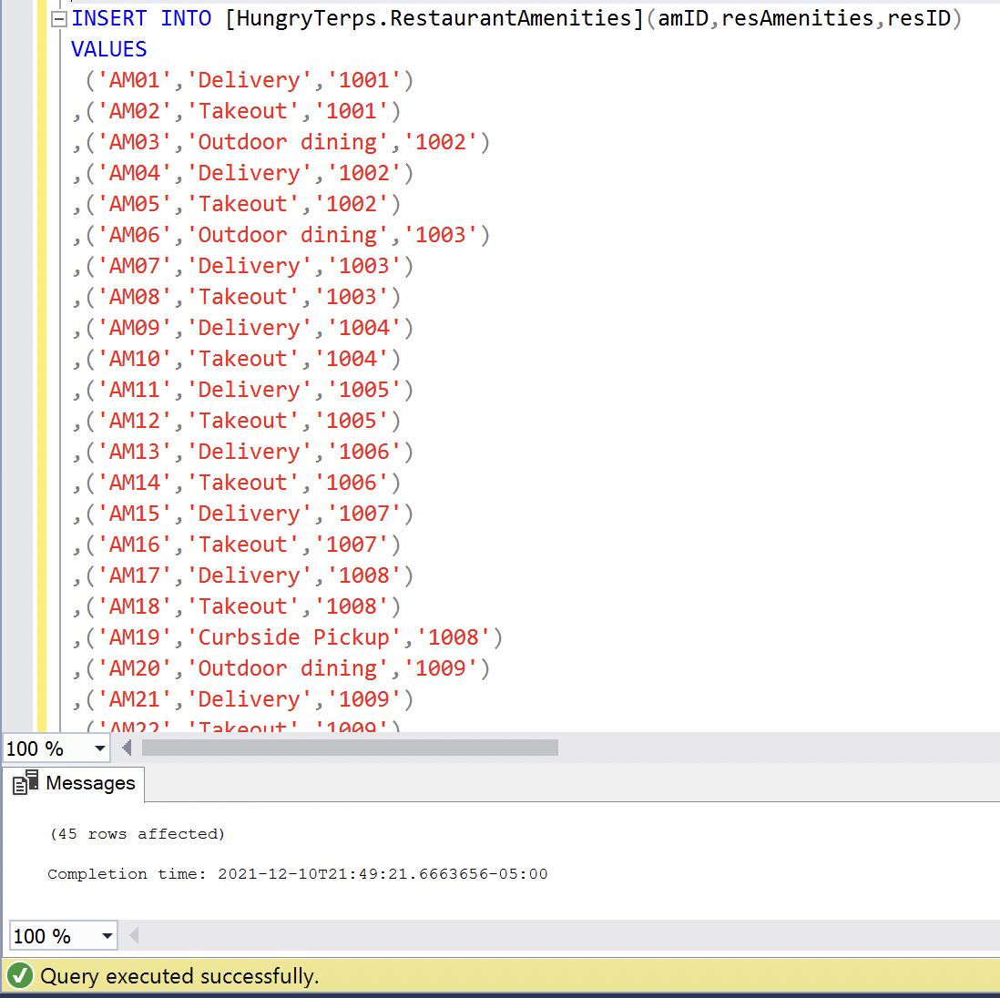 INSERT INTO [HungryTerps.RestaurantAmenities](amID,resAmenities,resID)
VALUES
('AM01','Delivery','1001')
,('AM02','Takeout','1001')
,('AM03','Outdoor dining','1002')
,('AM04','Delivery','1002')
,('AM05','Takeout','1002')
,('AM06','Outdoor dining','1003')
,('AM07','Delivery','1003')
,('AM08','Takeout','1003')
,('AM09','Delivery','1004')
,('AM10','Takeout','1004')
,('AM11','Delivery','1005')
,('AM12','Takeout','1005')
,('AM13','Delivery','1006')
,('AM14','Takeout','1006')
,('AM15','Delivery','1007')
,('AM16','Takeout','1007')
,('AM17','Delivery','1008')
,('AM18','Takeout','1008')
,('AM19','Curbside Pickup','1008')
,('AM20','Outdoor dining','1009')
,('AM21','Delivery','1009')
,('AM22','Takeout','1009')
100 %
Messages
(45 rows affected)
Completion time: 2021-12-10T21:49:21.6663656-05:00
100 %
Query executed successfully.